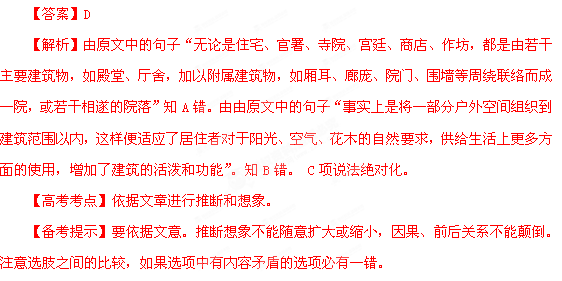 【答案】D
【解析】由原文中的句子“无论是住宅、官署、寺院、宫廷、商店、作坊，都是由若干
主要建筑物，如殿堂、厅舍，加以附属建筑物，如厢耳、廊庑、院门、围墙等周绕联络而成
一院，或若干相遂的院落”知 A 错。由由原文中的句子“事实上是将一部分户外空间组织到
建筑范围以内，这样便适应了居住者对于阳光、空气、花木的自然要求，供给生活上更多方
面的使用，增加了建筑的活泼和功能”。知 B 错。 C 项说法绝对化。
【高考考点】依据文章进行推断和想象。
【备考提示】要依据文意。推断想象不能随意扩大或缩小，因果、前后关系不能颠倒。
注意选肢之间的比较，如果选项中有内容矛盾的选项必有一错。